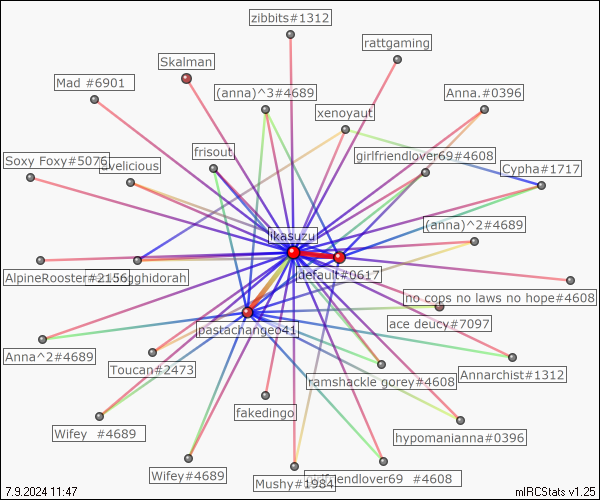 zibbits#1312
rattgaming
Skalman
Mad #6901
(anna)^3#4689
Anna.#0396
xenoyaut
frisout
girlfriendlover69#4608
Soxy Foxy#5076
velicious
Cypha#1717
(anna)^2#4689
ikasuzu
default#0617
AlpineRooster#2156
gghidorah
no cops no laws no hope#4608
pastachange041
ace deucy#7097
Anna^2#4689
Toucan#2473
ramshackle gorey#4608
Annarchist#1312
fakedingo
Wifey #4689
hypomanianna#0396
Wifey#4689
Mushy#1984
girlfriendlover69 #4608
7.9.2024 11:47
mIRCStats v1.25